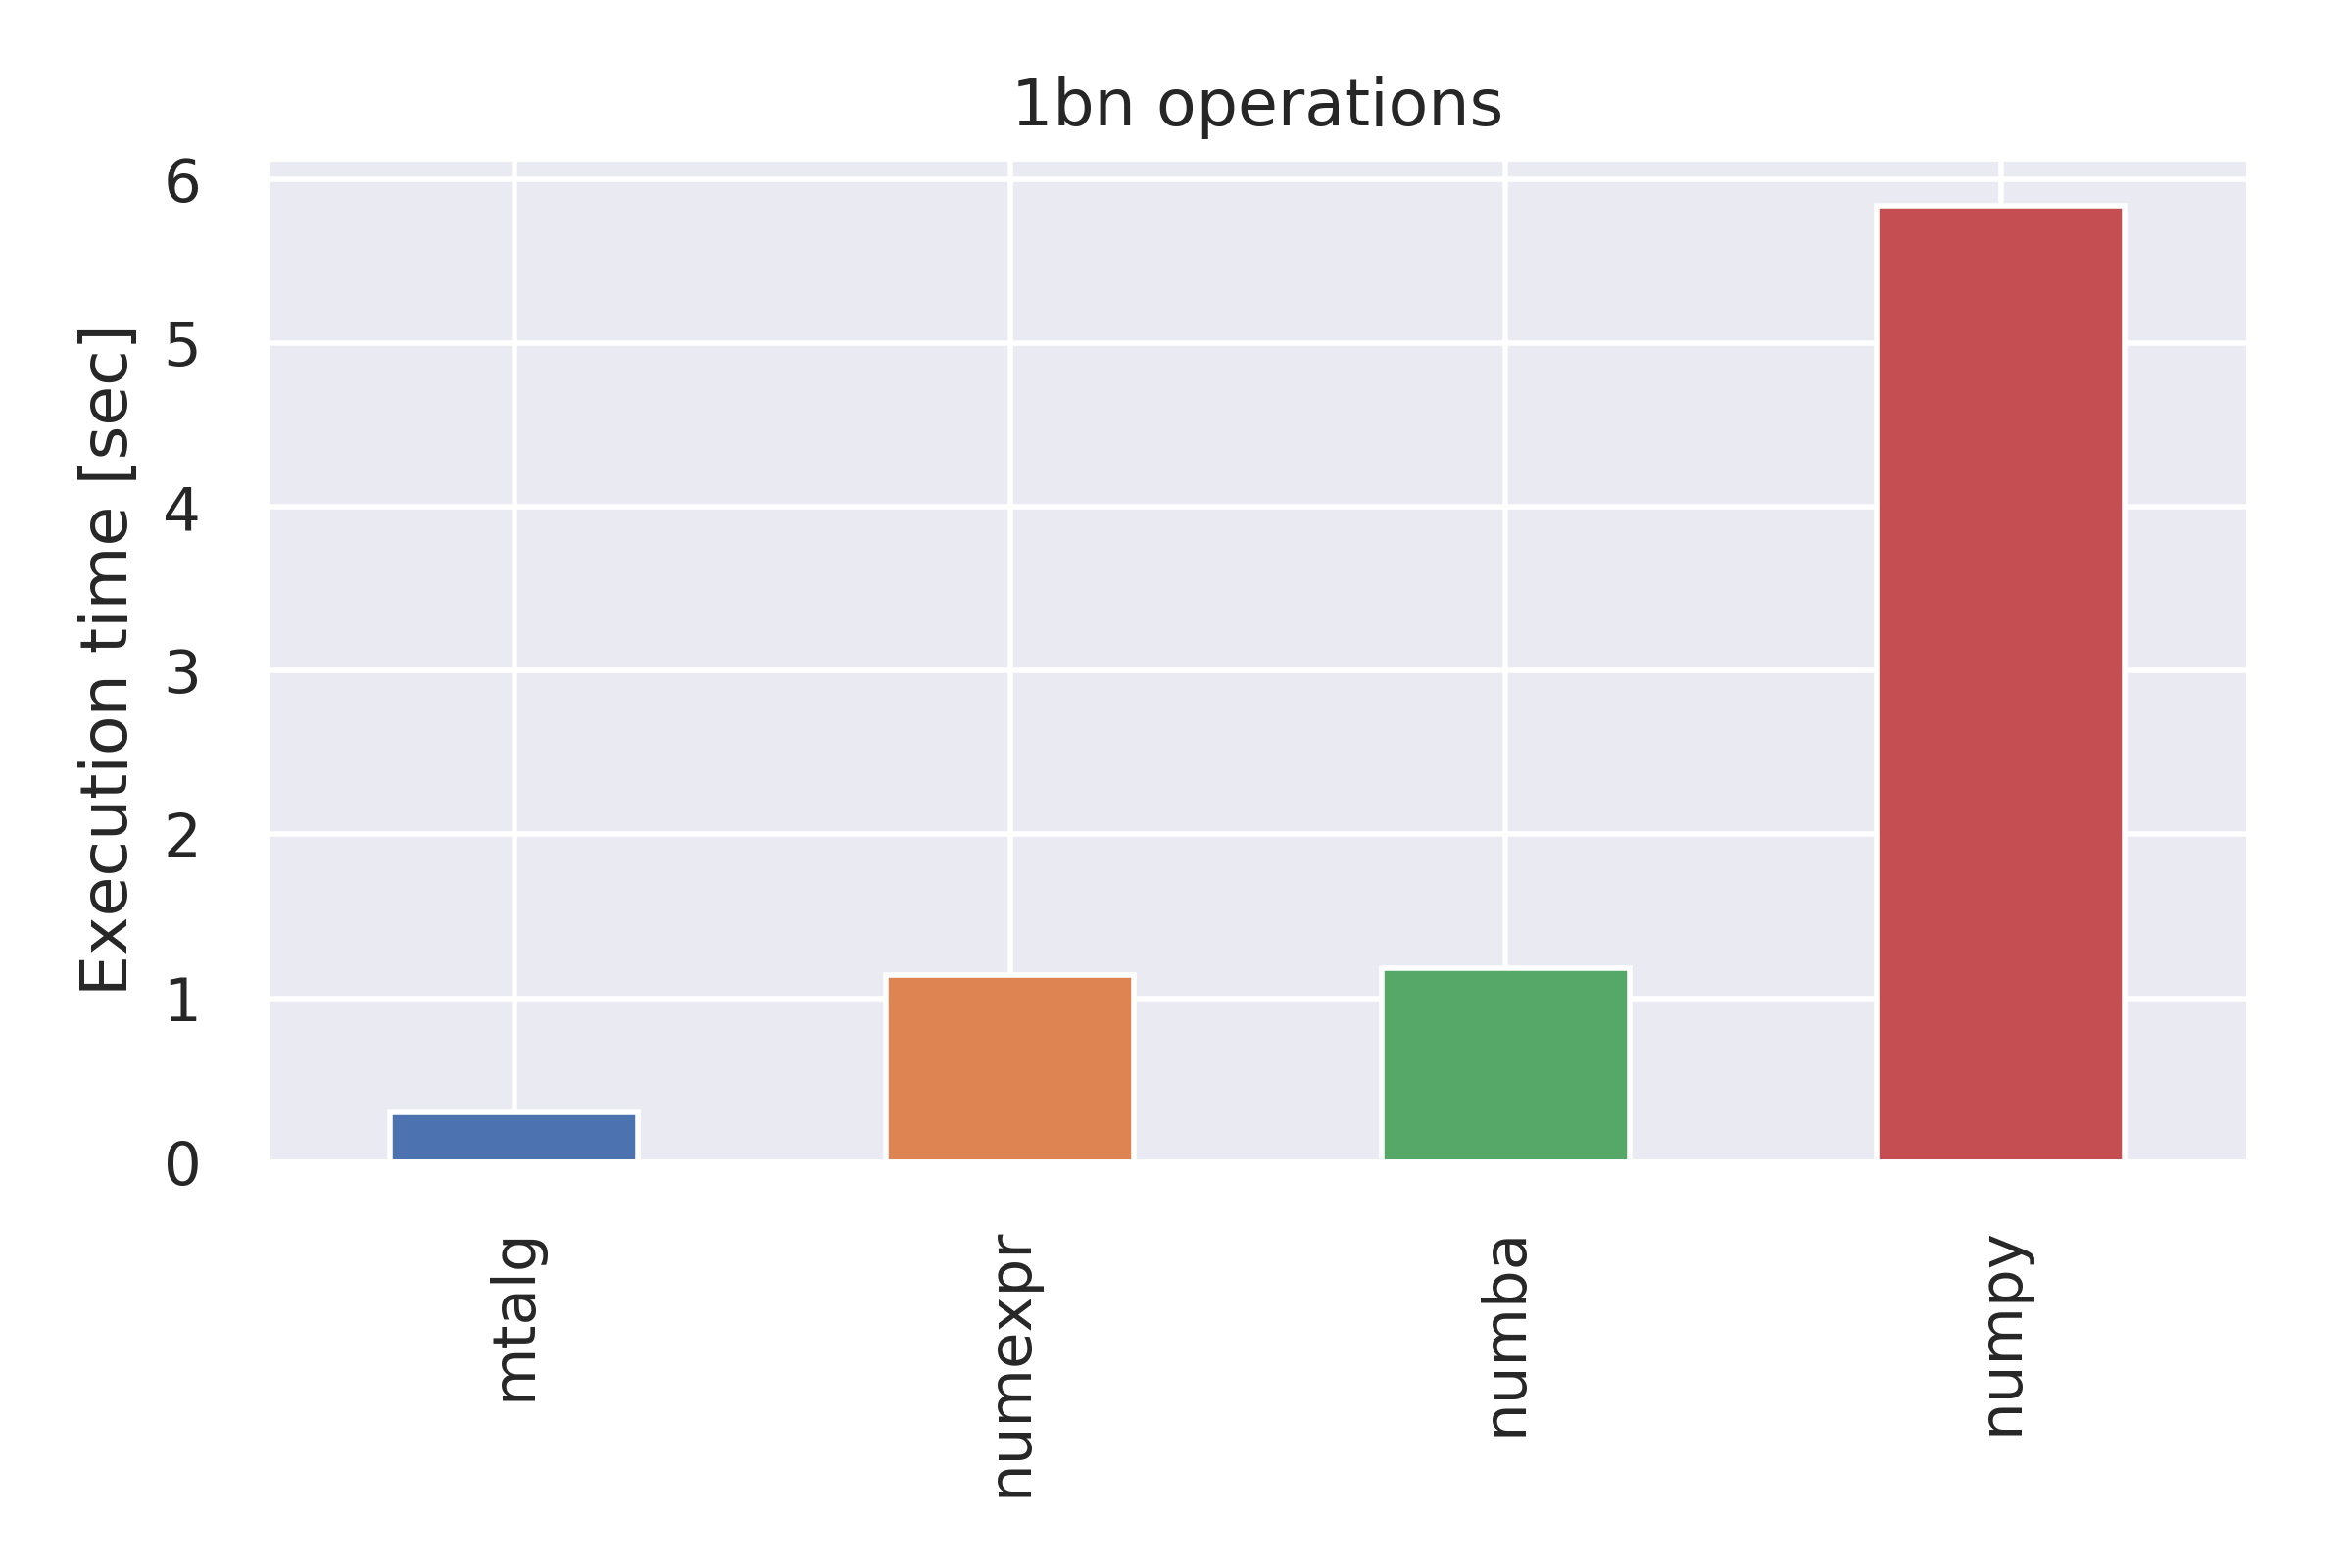 1bn operations
Execution time [sec]
6
5
4
3
2
1
0
mtalg
numexpr
numba
numpy